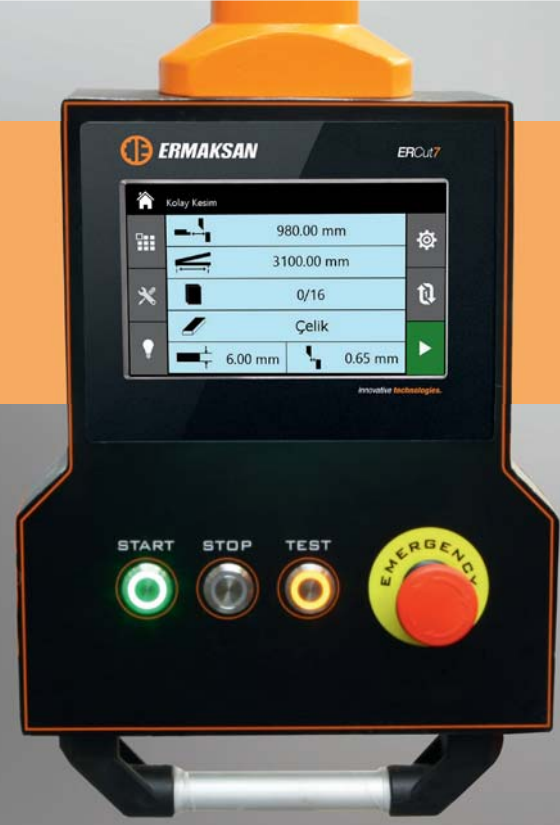 ERMAKSAN
ERCut7
Kolay Kesim
980.00 mm
3100.00 mm
0/16
Çelik
6.00 mm
0.65 mm
innovative technologies.
START
STOP
TEST
EMERGENCY